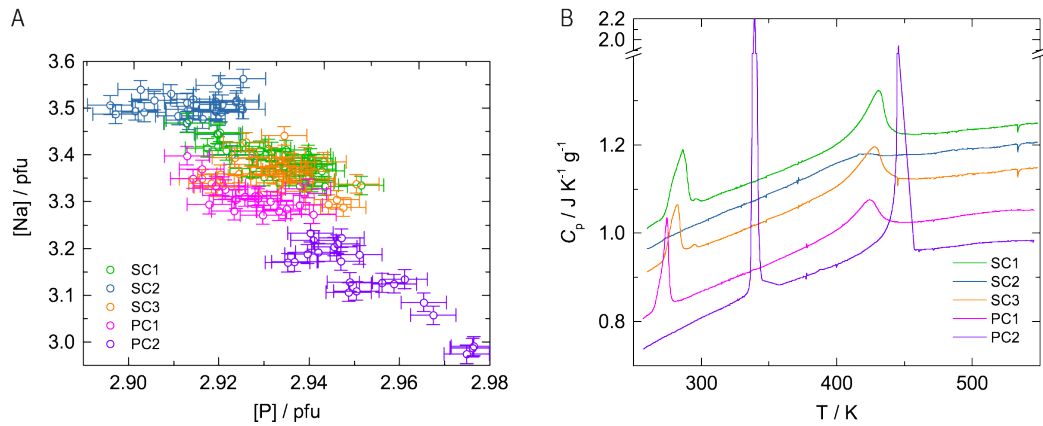 A
3.6
3.5
3.4
3.3
3.2
3.1
3.0
[Na] / pfu
SC1
SC2
SC3
PC1
PC2
2.90 2.92 2.94 2.96 2.98
[P] / pfu
B
2.2
2.0
1.2
1.0
0.8
C_p / J K⁻¹ g⁻¹
SC1
SC2
SC3
PC1
PC2
300 400 500
T / K